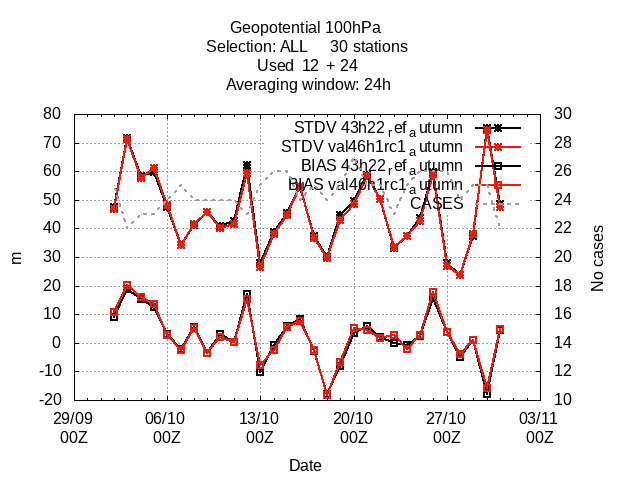 Geopotential 100hPa
Selection: ALL 30 stations
Used 12 + 24
Averaging window: 24h
80 30
70 28
60 26
50 24
40 22
30 20
20 18
10 16
0 14
-10 12
-20 10
STDV 43h22_ref_autumn
STDV val46h1rc1_autumn
BIAS 43h22_ref_autumn
BIAS val46h1rc1_autumn
CASES
m
No cases
29/09 06/10 13/10 20/10 27/10 03/11
00Z 00Z 00Z 00Z 00Z 00Z
Date